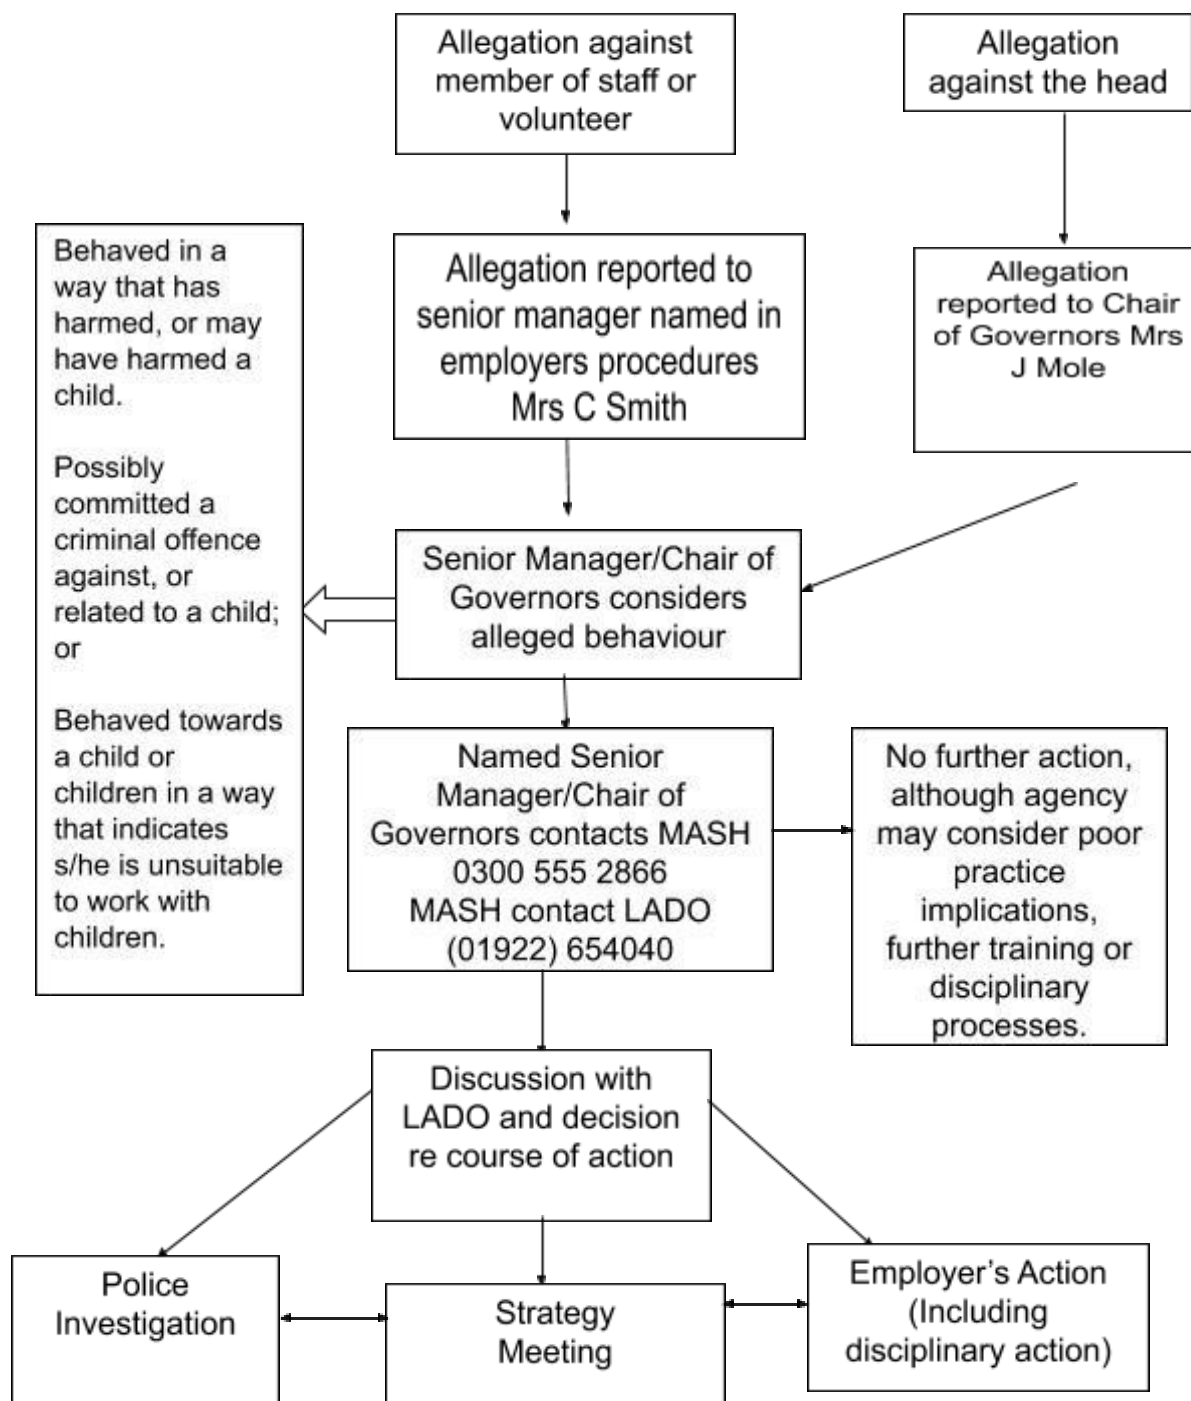 Allegation against
member of staff or
volunteer
Allegation
against the head
Allegation reported to
senior manager named in
employers procedures
Mrs C Smith
Allegation
reported to Chair
of Governors Mrs
J Mole
Behaved in a
way that has
harmed, or may
have harmed a
child.
Possibly
committed a
criminal offence
against, or
related to a child;
or
Behaved towards
a child or
children in a way
that indicates
s/he is unsuitable
to work with
children.
Senior Manager/Chair of
Governors considers
alleged behaviour
Named Senior
Manager/Chair of
Governors contacts MASH
0300 555 2866
MASH contact LADO
(01922) 654040
No further action,
although agency
may consider poor
practice
implications,
further training or
disciplinary
processes.
Discussion with
LADO and decision
re course of action
Police
Investigation
Strategy
Meeting
Employer’s Action
(Including
disciplinary action)